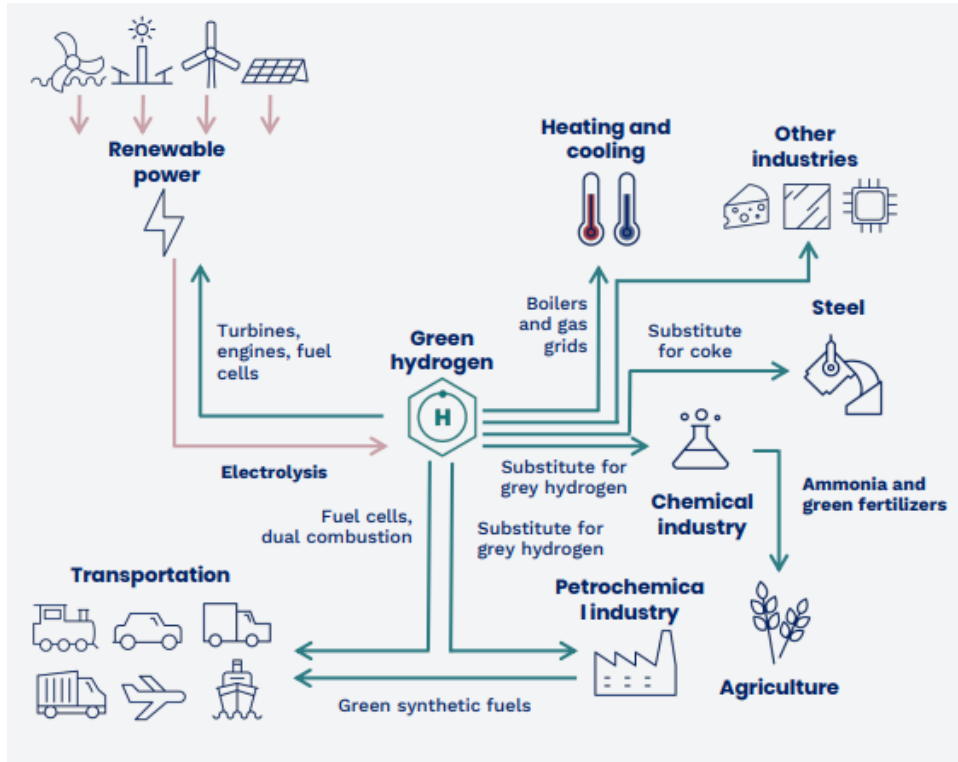 Renewable
power
Heating and
cooling
Other
industries
Turbines,
engines, fuel
cells
Green
hydrogen
H
Boilers
and gas
grids
Substitute
for coke
Steel
Electrolysis
Substitute for
grey hydrogen
Chemical
industry
Ammonia and
green fertilizers
Fuel cells,
dual combustion
Substitute for
grey hydrogen
Transportation
Petrochemica
l industry
Agriculture
Green synthetic fuels